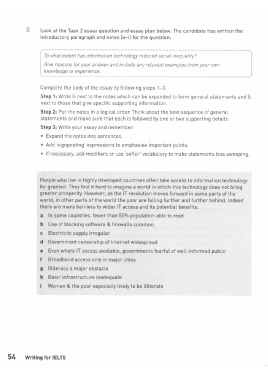 8 Look at the Task 2 essay question and essay plan below. The candidate has written the
introductory paragraph and notes (a–i) for the question:
To what extent has information technology reduced social inequality?
Give reasons for your answer and include any relevant examples from your own
knowledge or experience.
Complete the body of the essay by following steps 1–3.
Step 1: Write G next to the notes which can be expanded to form general statements and S
next to those that give specific supporting information.
Step 2: Put the notes in a logical order. Think about the best sequence of general
statements and make sure that each is followed by one or two supporting details.
Step 3: Write your essay and remember:
• Expand the notes into sentences.
• Add 'signposting' expressions to emphasise important points.
• If necessary, add modifiers or use 'softer' vocabulary to make statements less sweeping.
People who live in highly developed countries often take access to information technology
for granted. They find it hard to imagine a world in which this technology does not bring
greater prosperity. However, as the IT revolution moves forward in some parts of the
world, in other parts of the world the poor are falling further and further behind. Indeed
there are many barriers to wider IT access and its potential benefits.
a In some countries, fewer than 50% population able to read
b Use of blocking software & firewalls common
c Electricity supply irregular
d Government censorship of Internet widespread
e Even where IT access available, governments fearful of well-informed public
f Broadband access only in major cities
g Illiteracy a major obstacle
h Basic infrastructure inadequate
i Women & the poor especially likely to be illiterate
54 Writing for IELTS